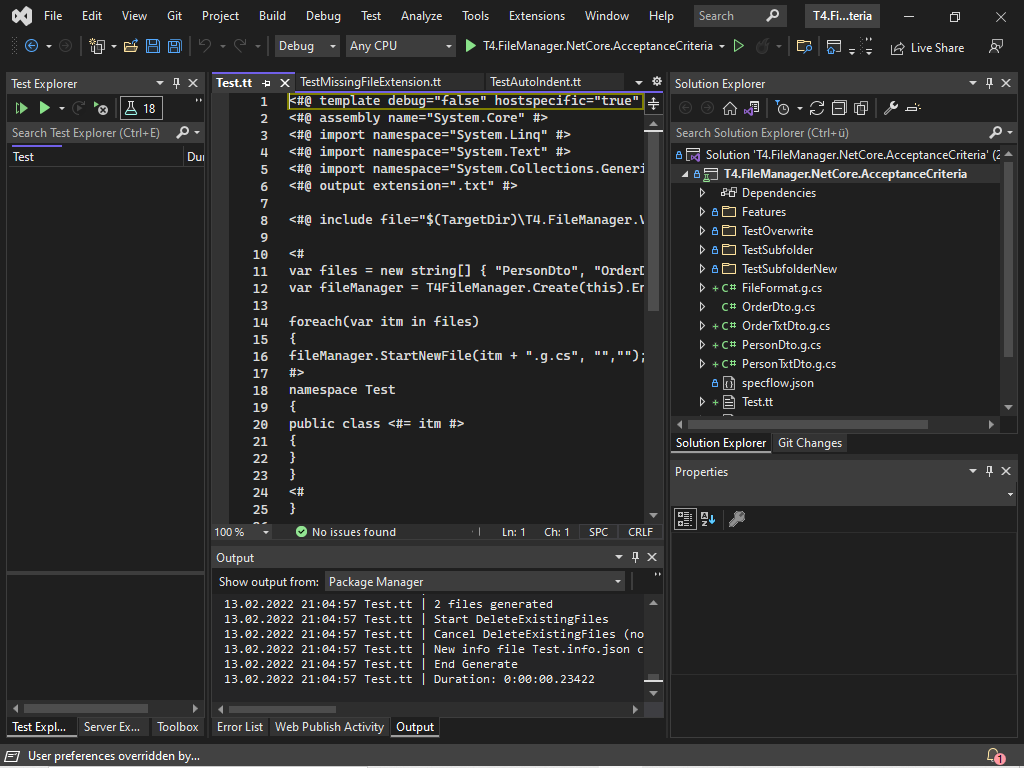 File Edit View Git Project Build Debug Test Analyze Tools Extensions Window Help Search T4.Fi...teria
Debug Any CPU T4.FileManager.NetCore.AcceptanceCriteria Live Share
Test Explorer
18
Search Test Explorer (Ctrl+E)
Test Dur
Test Expl... Server Ex... Toolbox
Test.tt TestMissingFileExtension.tt TestAutoIndent.tt
1 <#@ template debug="false" hostspecific="true"
2 <#@ assembly name="System.Core" #>
3 <#@ import namespace="System.Linq" #>
4 <#@ import namespace="System.Text" #>
5 <#@ import namespace="System.Collections.Generi
6 <#@ output extension=".txt" #>
7
8 <#@ include file="$(TargetDir)\T4.FileManager.V
9
10 <#
11 var files = new string[] { "PersonDto", "OrderD
12 var fileManager = T4FileManager.Create(this).En
13
14 foreach(var itm in files)
15 {
16 fileManager.StartNewFile(itm + ".g.cs", "","");
17 #>
18 namespace Test
19 {
20 public class <#= itm #>
21 {
22 }
23 }
24 <#
25 }
100 % No issues found Ln: 1 Ch: 1 SPC CRLF
Output
Show output from: Package Manager
13.02.2022 21:04:57 Test.tt | 2 files generated
13.02.2022 21:04:57 Test.tt | Start DeleteExistingFiles
13.02.2022 21:04:57 Test.tt | Cancel DeleteExistingFiles (no
13.02.2022 21:04:57 Test.tt | New info file Test.info.json c
13.02.2022 21:04:57 Test.tt | End Generate
13.02.2022 21:04:57 Test.tt | Duration: 0:00:00.23422
Error List Web Publish Activity Output
Solution Explorer
Search Solution Explorer (Ctrl+ü)
Solution 'T4.FileManager.NetCore.AcceptanceCriteria' (2
T4.FileManager.NetCore.AcceptanceCriteria
Dependencies
Features
TestOverwrite
TestSubfolder
TestSubfolderNew
C# FileFormat.g.cs
C# OrderDto.g.cs
C# OrderTxtDto.g.cs
C# PersonDto.g.cs
C# PersonTxtDto.g.cs
specflow.json
Test.tt
Solution Explorer Git Changes
Properties
User preferences overridden by... 1